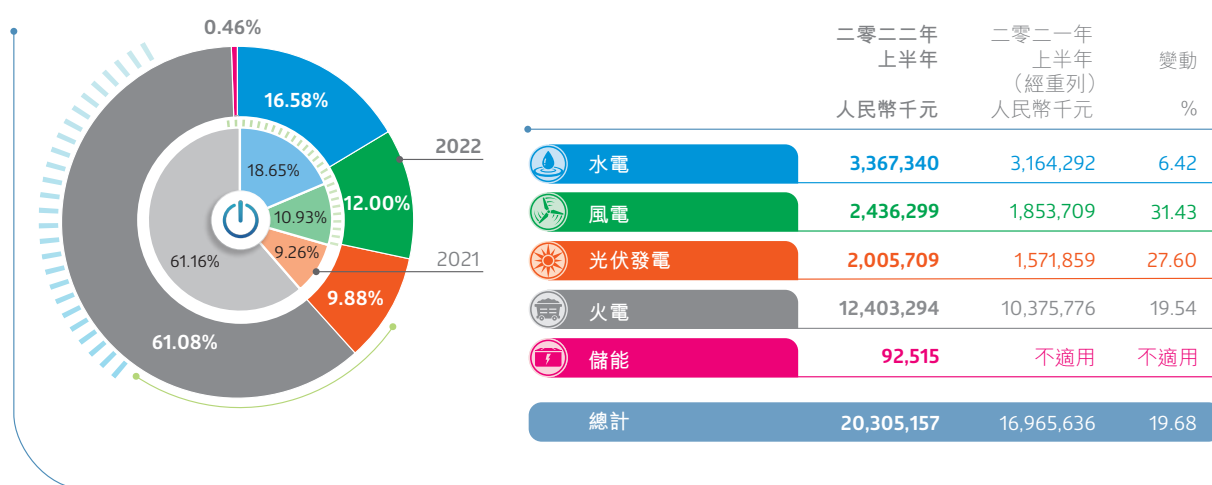 0.46%
16.58%
2022
12.00%
18.65%
10.93%
9.26%
61.16%
2021
9.88%
61.08%
二零二二年 二零二一年
上半年 上半年 變動
（經重列）
人民幣千元 人民幣千元 %
水電 3,367,340 3,164,292 6.42
風電 2,436,299 1,853,709 31.43
光伏發電 2,005,709 1,571,859 27.60
火電 12,403,294 10,375,776 19.54
儲能 92,515 不適用 不適用
總計 20,305,157 16,965,636 19.68